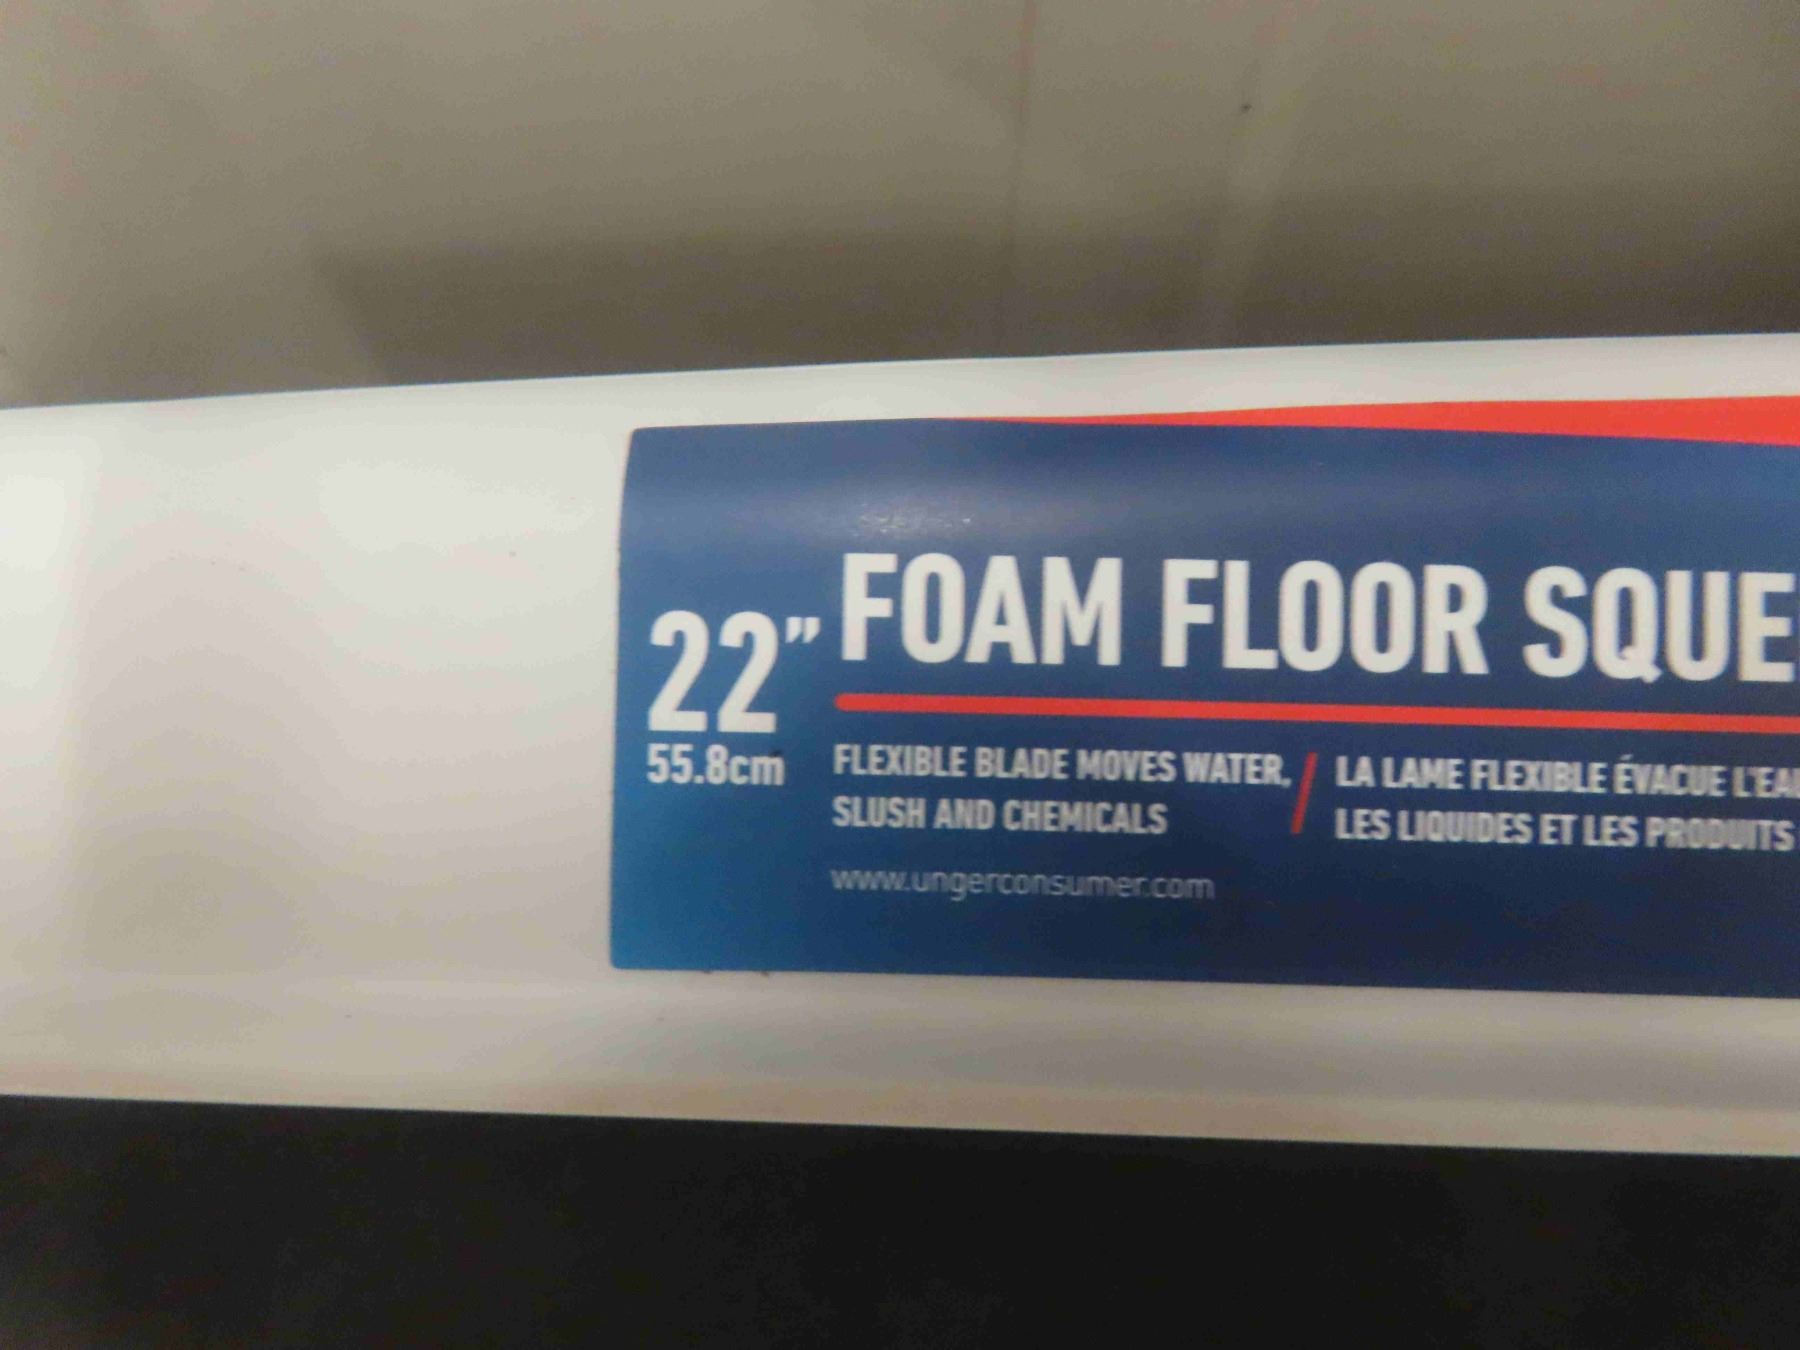 22”
55.8cm
FOAM FLOOR SQUE
FLEXIBLE BLADE MOVES WATER,
SLUSH AND CHEMICALS
/
LA LAME FLEXIBLE ÉVACUE L'EAU
LES LIQUIDES ET LES PRODUITS
www.ungerconsumer.com